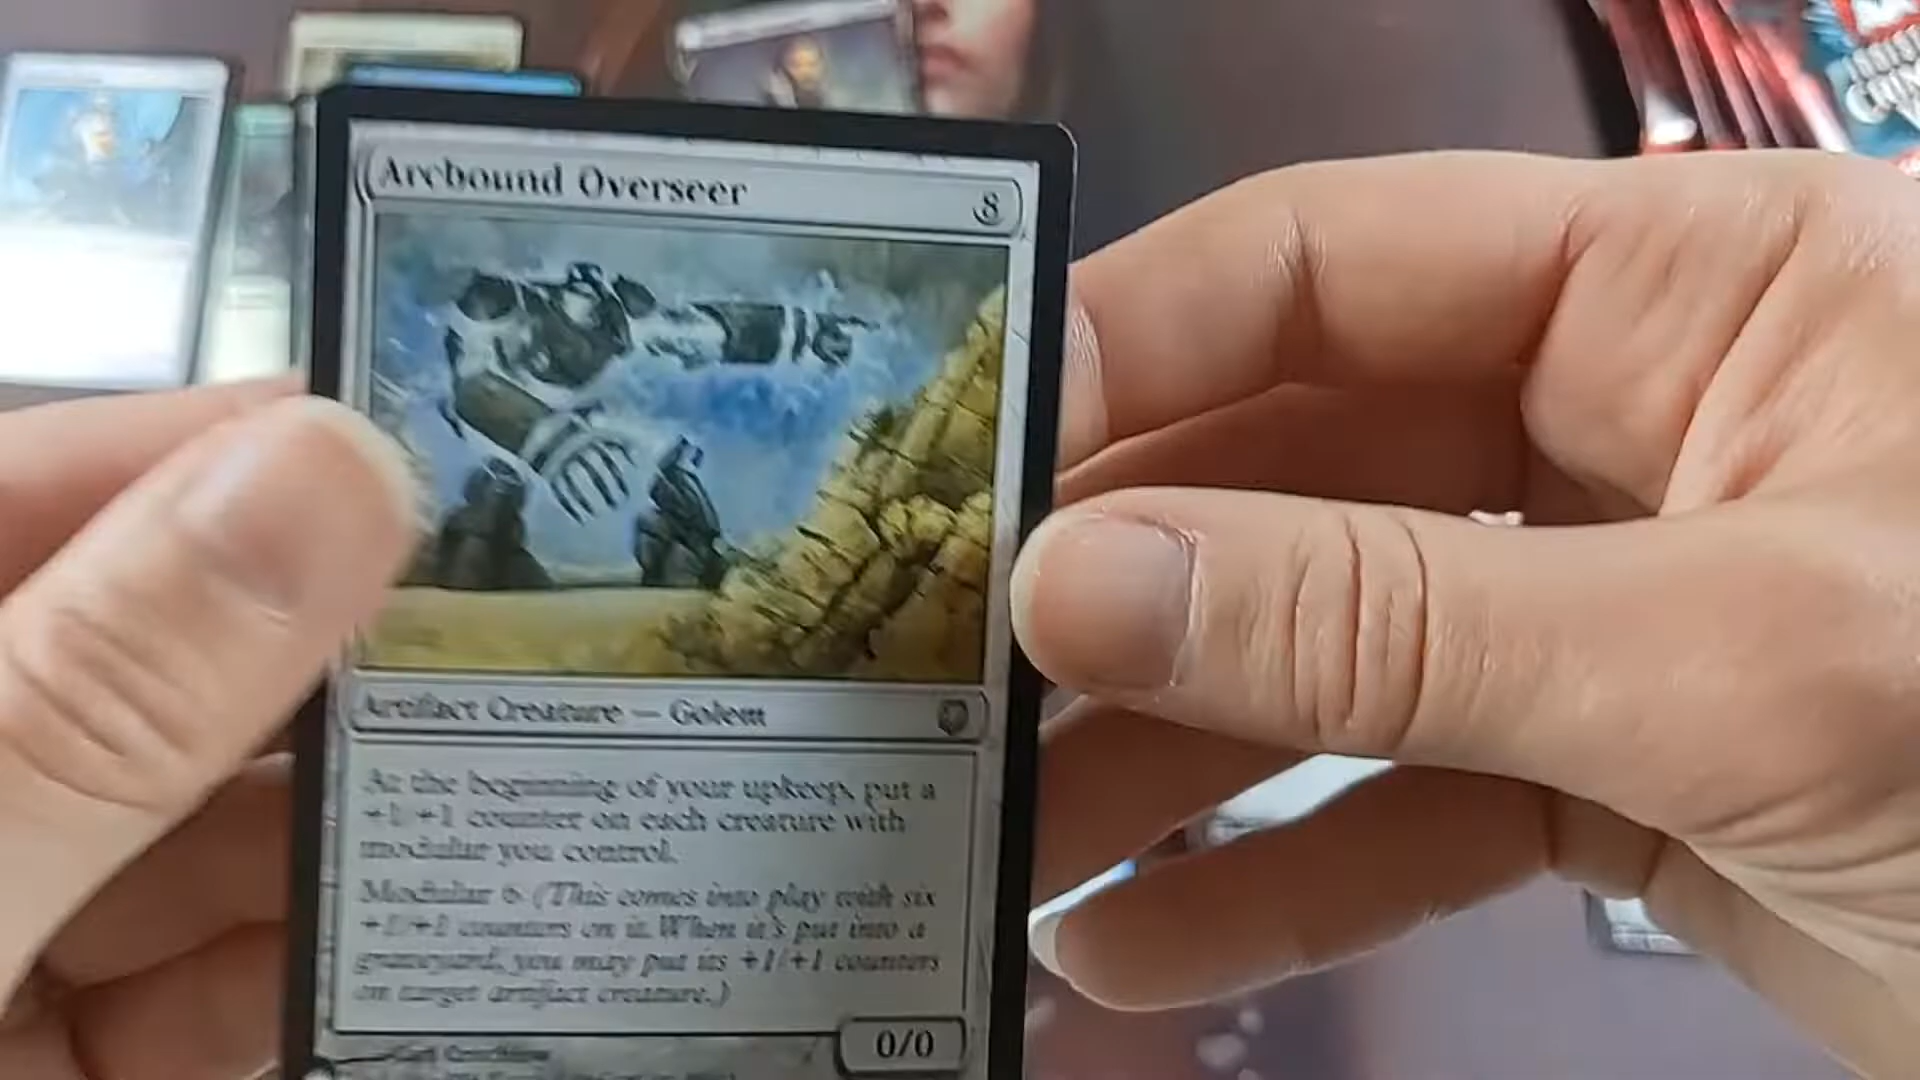 Arcbound Overseer
8
Artifact Creature — Golem
At the beginning of your upkeep, put a
+1/+1 counter on each creature with
modular you control.
Modular 6 (This comes into play with six
+1/+1 counters on it. When it's put into a
graveyard, you may put its +1/+1 counters
on target artifact creature.)
0/0